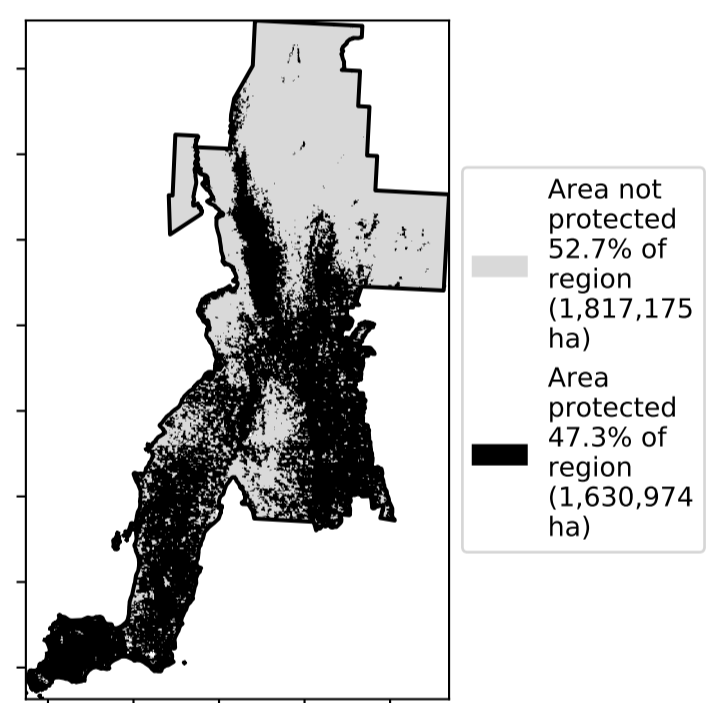 Area not
protected
52.7% of
region
(1,817,175
ha)
Area
protected
47.3% of
region
(1,630,974
ha)